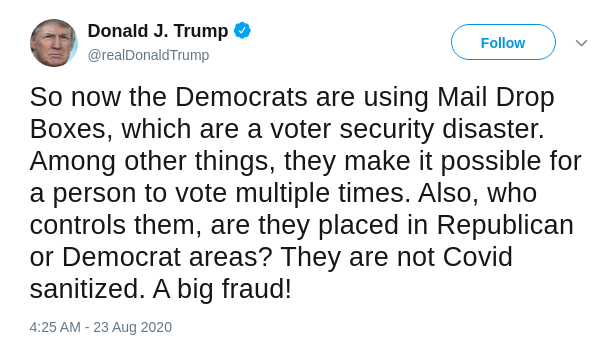 Donald J. Trump
@realDonaldTrump
Follow
So now the Democrats are using Mail Drop
Boxes, which are a voter security disaster.
Among other things, they make it possible for
a person to vote multiple times. Also, who
controls them, are they placed in Republican
or Democrat areas? They are not Covid
sanitized. A big fraud!
4:25 AM - 23 Aug 2020